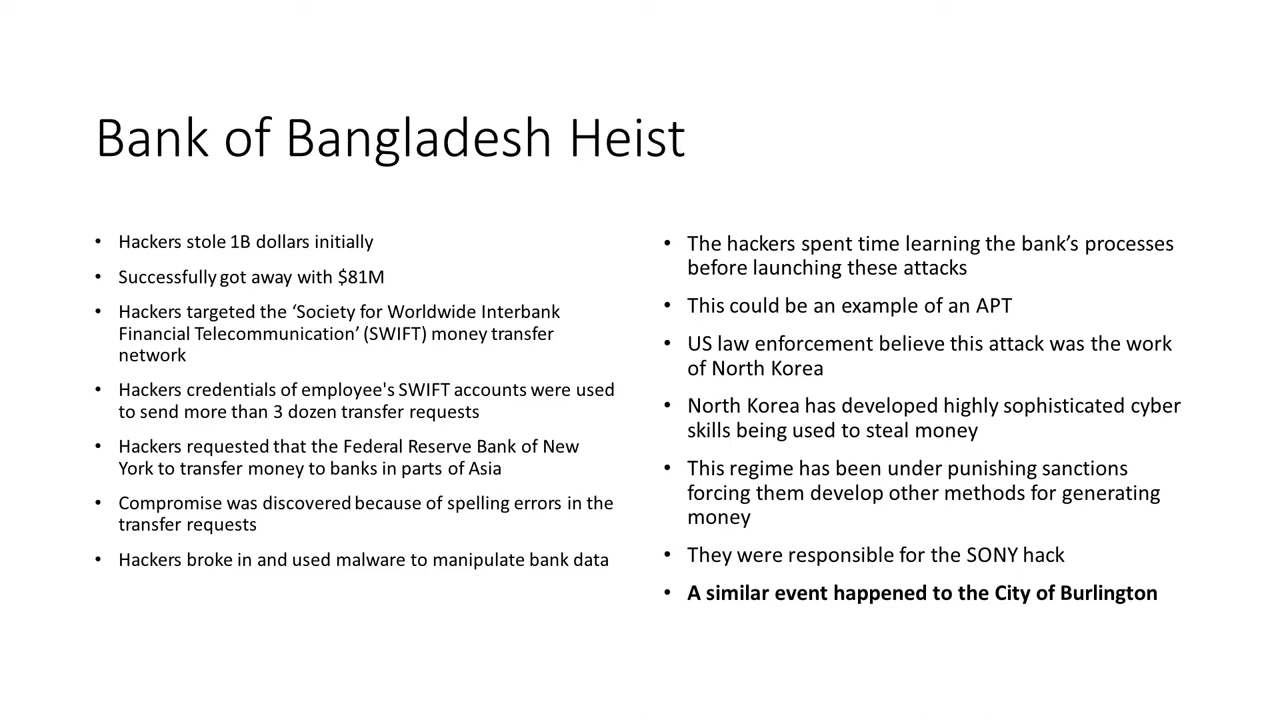 Bank of Bangladesh Heist
• Hackers stole 1B dollars initially
• Successfully got away with $81M
• Hackers targeted the ‘Society for Worldwide Interbank
Financial Telecommunication’ (SWIFT) money transfer
network
• Hackers credentials of employee's SWIFT accounts were used
to send more than 3 dozen transfer requests
• Hackers requested that the Federal Reserve Bank of New
York to transfer money to banks in parts of Asia
• Compromise was discovered because of spelling errors in the
transfer requests
• Hackers broke in and used malware to manipulate bank data
• The hackers spent time learning the bank’s processes
before launching these attacks
• This could be an example of an APT
• US law enforcement believe this attack was the work
of North Korea
• North Korea has developed highly sophisticated cyber
skills being used to steal money
• This regime has been under punishing sanctions
forcing them develop other methods for generating
money
• They were responsible for the SONY hack
• A similar event happened to the City of Burlington